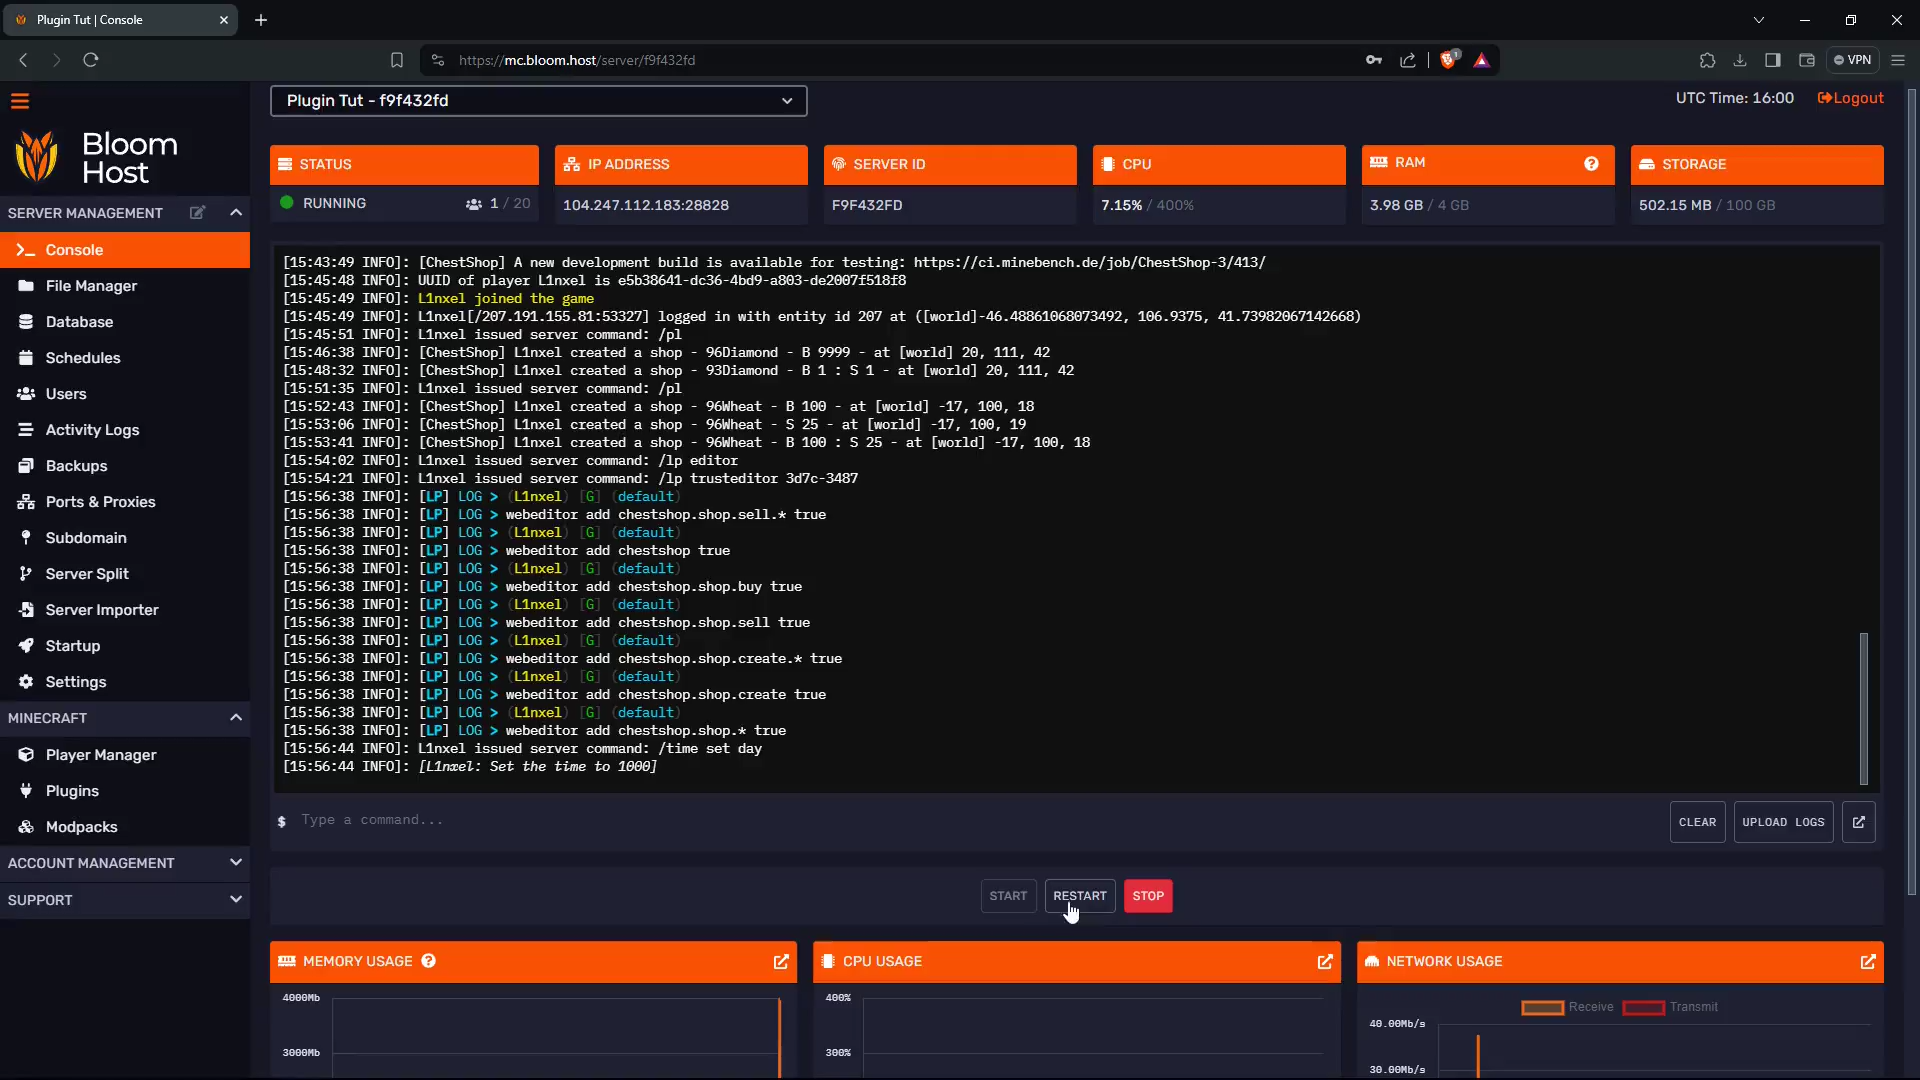 Plugin Tut | Console
https://mc.bloom.host/server/f9f432fd
1
VPN
Bloom
Host
Plugin Tut - f9f432fd
UTC Time: 16:00
Logout
STATUS
RUNNING
1 / 20
IP ADDRESS
104.247.112.183:28828
SERVER ID
F9F432FD
CPU
7.15% / 400%
RAM
3.98 GB / 4 GB
STORAGE
502.15 MB / 100 GB
SERVER MANAGEMENT
Console
File Manager
Database
Schedules
Users
Activity Logs
Backups
Ports & Proxies
Subdomain
Server Split
Server Importer
Startup
Settings
MINECRAFT
Player Manager
Plugins
Modpacks
ACCOUNT MANAGEMENT
SUPPORT
[15:43:49 INFO]: [ChestShop] A new development build is available for testing: https://ci.minebench.de/job/ChestShop-3/413/
[15:45:48 INFO]: UUID of player L1nxel is e5b38641-dc36-4bd9-a803-de2007f518f8
[15:45:49 INFO]: L1nxel joined the game
[15:45:49 INFO]: L1nxel[/207.191.155.81:53327] logged in with entity id 207 at ([world]-46.48861068073492, 106.9375, 41.73982067142668)
[15:45:51 INFO]: L1nxel issued server command: /pl
[15:46:38 INFO]: [ChestShop] L1nxel created a shop - 96Diamond - B 9999 - at [world] 20, 111, 42
[15:48:32 INFO]: [ChestShop] L1nxel created a shop - 93Diamond - B 1 : S 1 - at [world] 20, 111, 42
[15:51:35 INFO]: L1nxel issued server command: /pl
[15:52:43 INFO]: [ChestShop] L1nxel created a shop - 96Wheat - B 100 - at [world] -17, 100, 18
[15:53:06 INFO]: [ChestShop] L1nxel created a shop - 96Wheat - S 25 - at [world] -17, 100, 19
[15:53:41 INFO]: [ChestShop] L1nxel created a shop - 96Wheat - B 100 : S 25 - at [world] -17, 100, 18
[15:54:02 INFO]: L1nxel issued server command: /lp editor
[15:54:21 INFO]: L1nxel issued server command: /lp trusteditor 3d7c-3487
[15:56:38 INFO]: [LP] LOG > (L1nxel) [G] (default)
[15:56:38 INFO]: [LP] LOG > webeditor add chestshop.shop.sell.* true
[15:56:38 INFO]: [LP] LOG > (L1nxel) [G] (default)
[15:56:38 INFO]: [LP] LOG > webeditor add chestshop true
[15:56:38 INFO]: [LP] LOG > (L1nxel) [G] (default)
[15:56:38 INFO]: [LP] LOG > webeditor add chestshop.shop.buy true
[15:56:38 INFO]: [LP] LOG > (L1nxel) [G] (default)
[15:56:38 INFO]: [LP] LOG > webeditor add chestshop.shop.sell true
[15:56:38 INFO]: [LP] LOG > (L1nxel) [G] (default)
[15:56:38 INFO]: [LP] LOG > webeditor add chestshop.shop.create.* true
[15:56:38 INFO]: [LP] LOG > (L1nxel) [G] (default)
[15:56:38 INFO]: [LP] LOG > webeditor add chestshop.shop.create true
[15:56:38 INFO]: [LP] LOG > (L1nxel) [G] (default)
[15:56:38 INFO]: [LP] LOG > webeditor add chestshop.shop.* true
[15:56:44 INFO]: L1nxel issued server command: /time set day
[15:56:44 INFO]: [L1nxel: Set the time to 1000]
$ Type a command...
CLEAR
UPLOAD LOGS
START
RESTART
STOP
MEMORY USAGE
4000Mb
3000Mb
CPU USAGE
400%
300%
NETWORK USAGE
Receive
Transmit
40.00Mb/s
30.00Mb/s